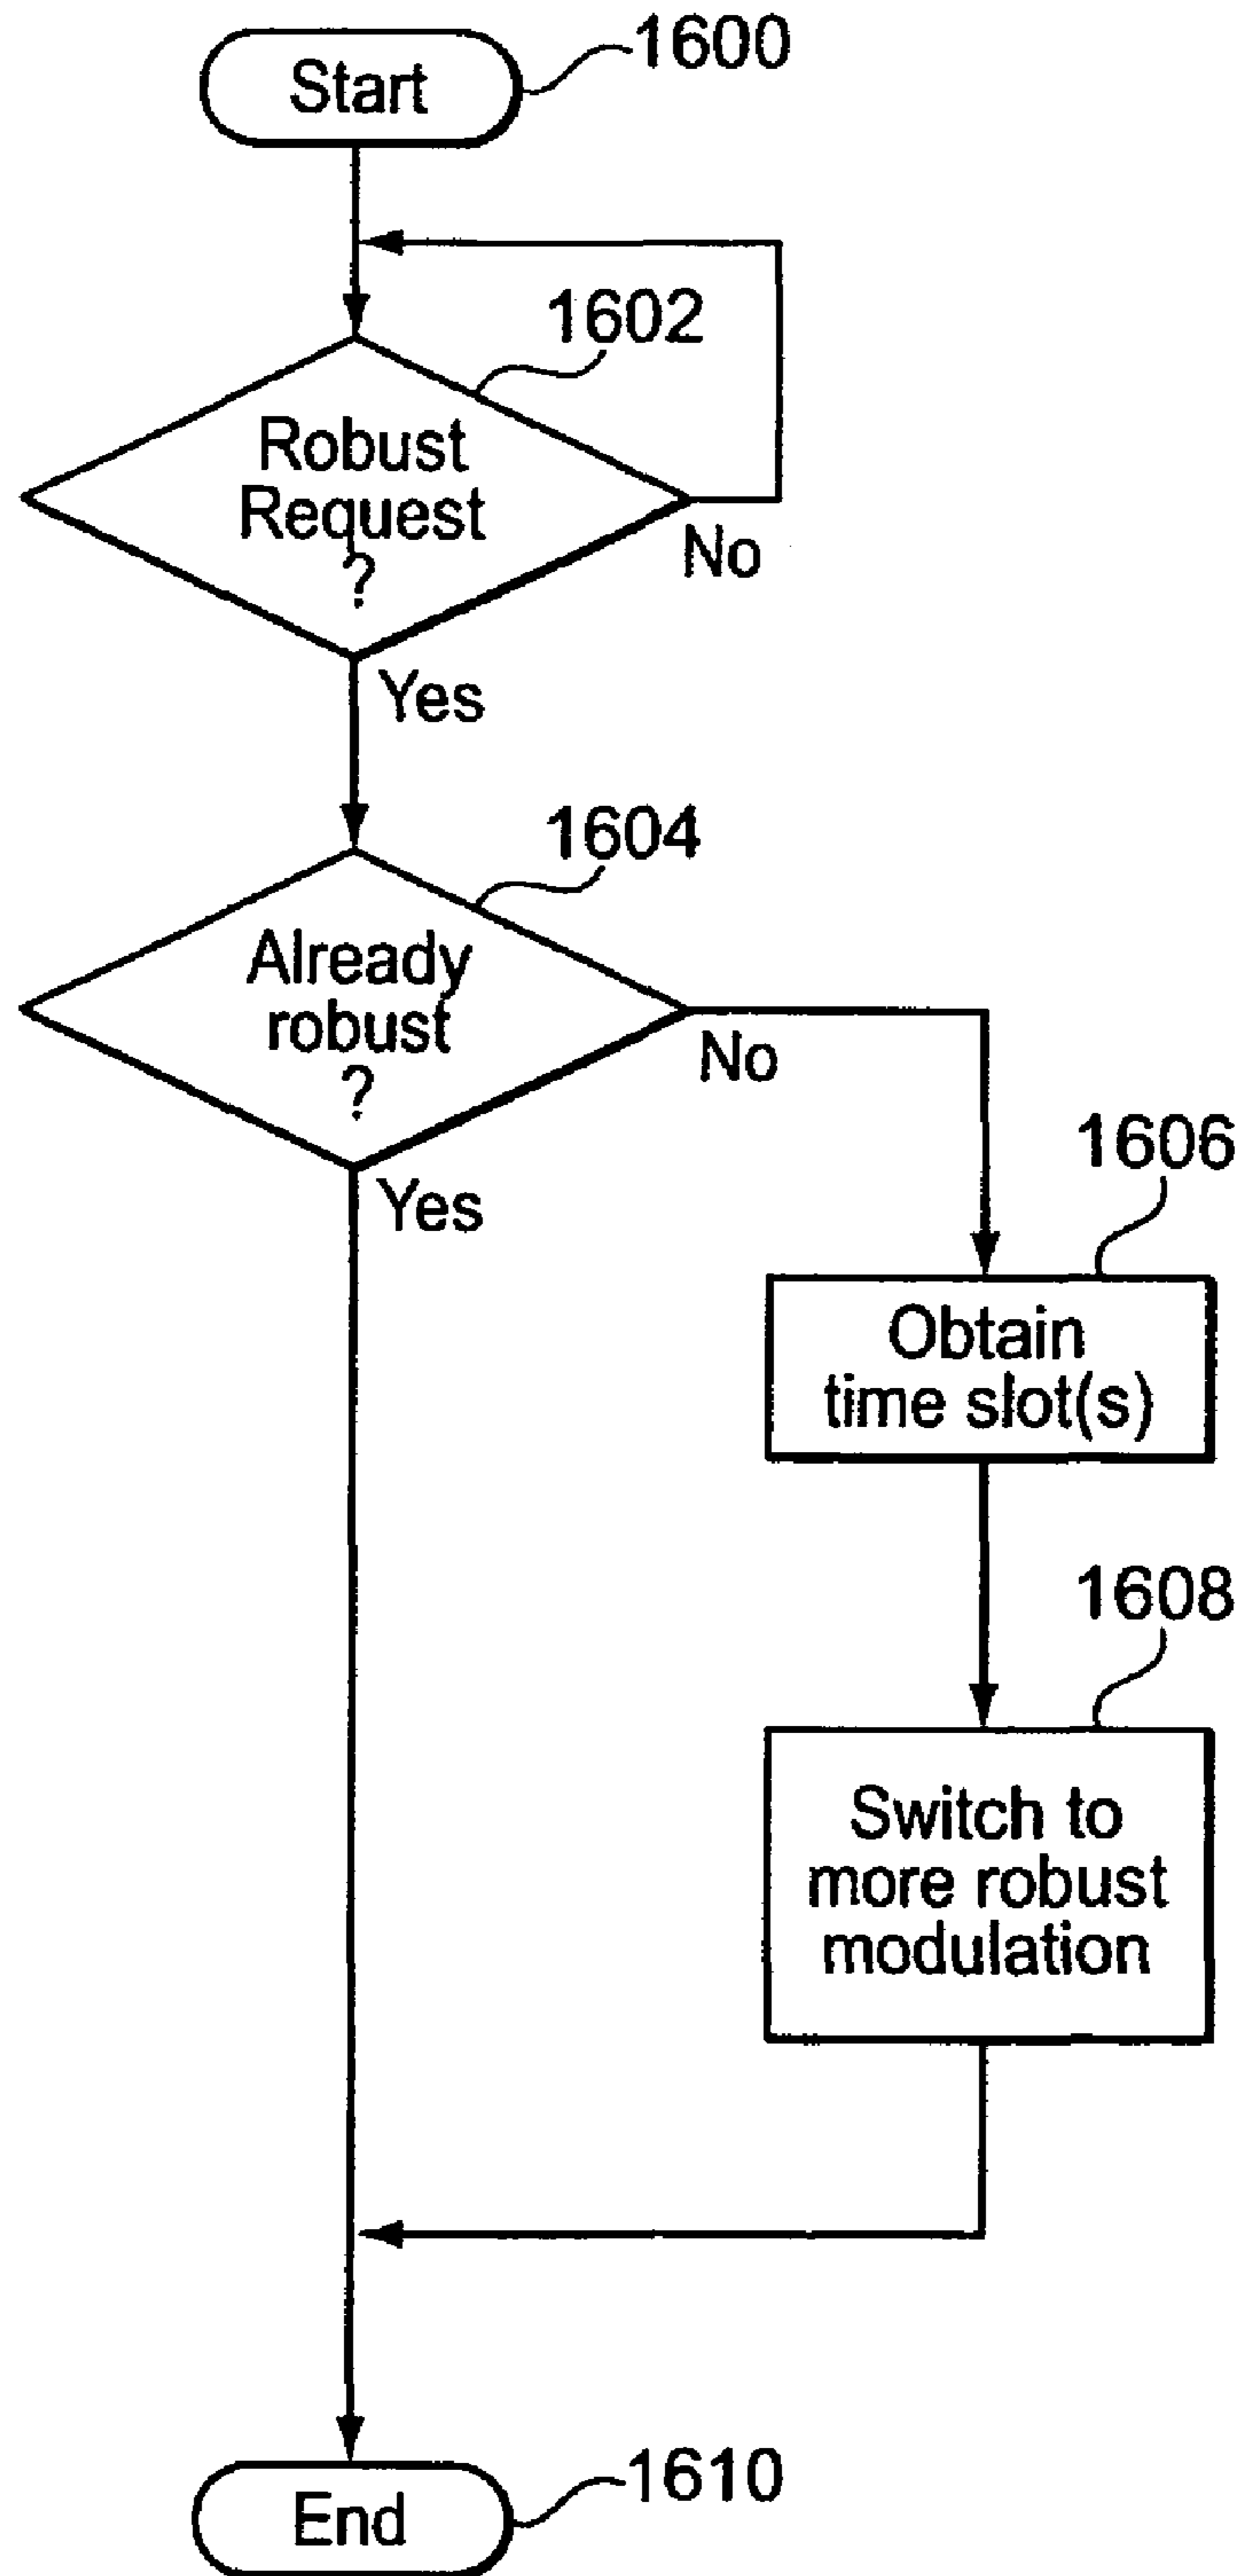 Start
1600
1602
Robust
Request
?
No
Yes
1604
Already
robust
?
No
Yes
1606
Obtain
time slot(s)
1608
Switch to
more robust
modulation
End
1610